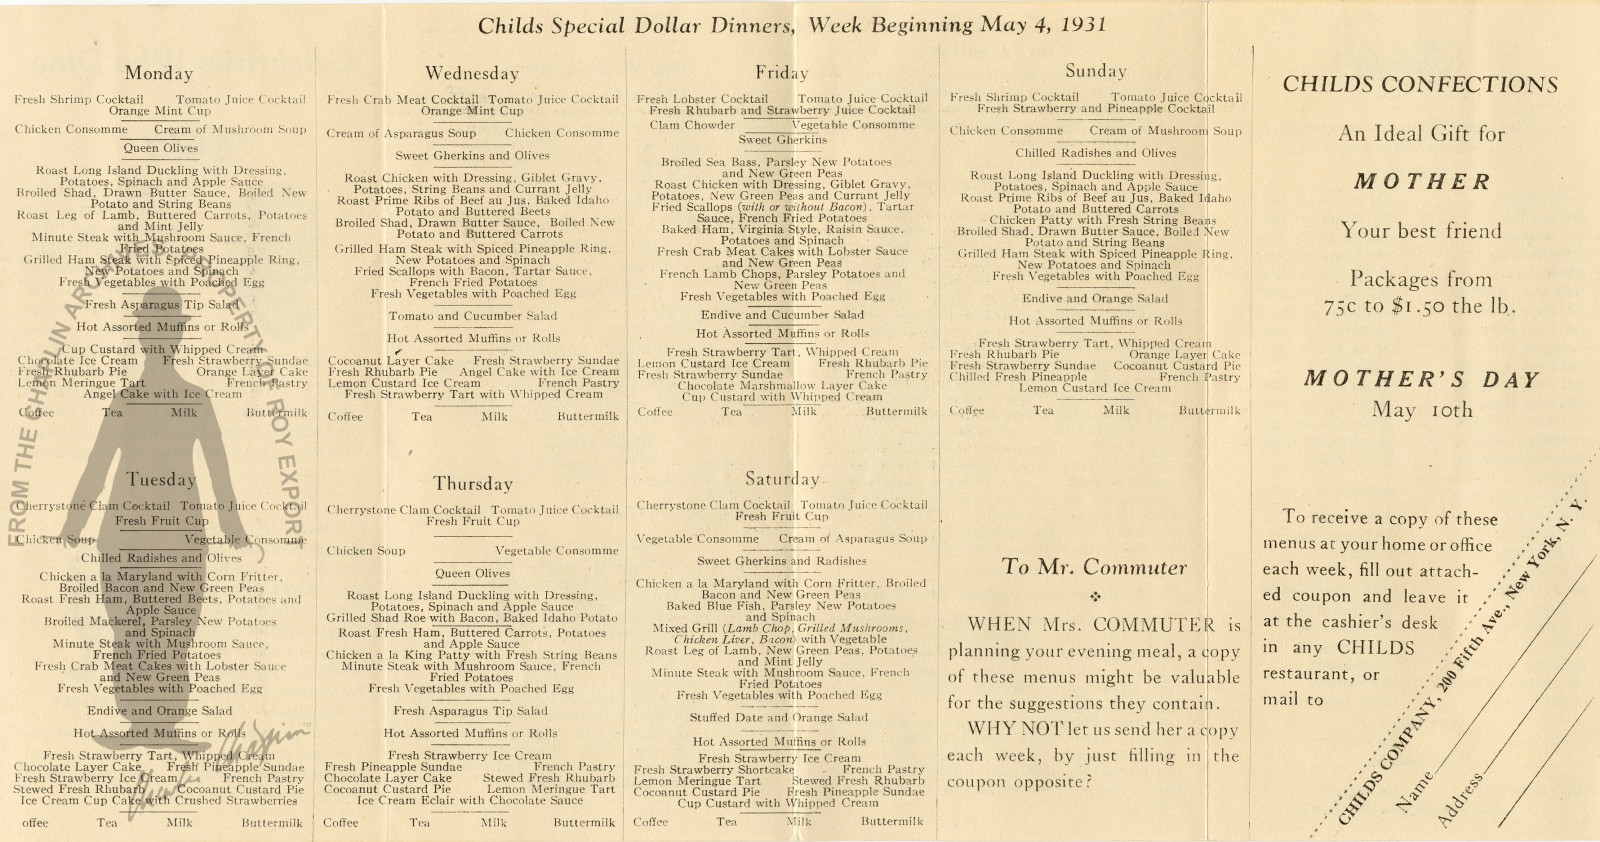 Childs Special Dollar Dinners, Week Beginning May 4, 1931
Monday
Fresh Shrimp Cocktail Tomato Juice Cocktail
Orange Mint Cup
Chicken Consomme Cream of Mushroom Soup
Queen Olives
Roast Long Island Duckling with Dressing,
Potatoes, Spinach and Apple Sauce
Broiled Shad, Drawn Butter Sauce, Boiled New
Potato and String Beans
Roast Leg of Lamb, Buttered Carrots, Potatoes
and Mint Jelly
Minute Steak with Mushroom Sauce, French
Fried Potatoes
Grilled Ham Steak with Spiced Pineapple Ring,
New Potatoes and Spinach
Fresh Vegetables with Poached Egg
Fresh Asparagus Tip Salad
Hot Assorted Muffins or Rolls
Cup Custard with Whipped Cream
Chocolate Ice Cream Fresh Strawberry Sundae
Fresh Rhubarb Pie Orange Layer Cake
Lemon Meringue Tart French Pastry
Angel Cake with Ice Cream
Coffee Tea Milk Buttermilk
Tuesday
Cherrystone Clam Cocktail Tomato Juice Cocktail
Fresh Fruit Cup
Chicken Soup Vegetable Consomme
Chilled Radishes and Olives
Chicken a la Maryland with Corn Fritter,
Broiled Bacon and New Green Peas
Roast Fresh Ham, Buttered Beets, Potatoes and
Apple Sauce
Broiled Mackerel, Parsley New Potatoes
and Spinach
Minute Steak with Mushroom Sauce,
French Fried Potatoes
Fresh Crab Meat Cakes with Lobster Sauce
and New Green Peas
Fresh Vegetables with Poached Egg
Endive and Orange Salad
Hot Assorted Muffins or Rolls
Fresh Strawberry Tart, Whipped Cream
Chocolate Layer Cake Fresh Pineapple Sundae
Fresh Strawberry Ice Cream French Pastry
Stewed Fresh Rhubarb Cocoanut Custard Pie
Ice Cream Cup Cake with Crushed Strawberries
offee Tea Milk Buttermilk
Wednesday
Fresh Crab Meat Cocktail Tomato Juice Cocktail
Orange Mint Cup
Cream of Asparagus Soup Chicken Consomme
Sweet Gherkins and Olives
Roast Chicken with Dressing, Giblet Gravy,
Potatoes, String Beans and Currant Jelly
Roast Prime Ribs of Beef au Jus, Baked Idaho
Potato and Buttered Beets
Broiled Shad, Drawn Butter Sauce, Boiled New
Potato and Buttered Carrots
Grilled Ham Steak with Spiced Pineapple Ring,
New Potatoes and Spinach
Fried Scallops with Bacon, Tartar Sauce,
French Fried Potatoes
Fresh Vegetables with Poached Egg
Tomato and Cucumber Salad
Hot Assorted Muffins or Rolls
Cocoanut Layer Cake Fresh Strawberry Sundae
Fresh Rhubarb Pie Angel Cake with Ice Cream
Lemon Custard Ice Cream French Pastry
Fresh Strawberry Tart with Whipped Cream
Coffee Tea Milk Buttermilk
Thursday
Cherrystone Clam Cocktail Tomato Juice Cocktail
Fresh Fruit Cup
Chicken Soup Vegetable Consomme
Queen Olives
Roast Long Island Duckling with Dressing,
Potatoes, Spinach and Apple Sauce
Grilled Shad Roe with Bacon, Baked Idaho Potato
Roast Fresh Ham, Buttered Carrots, Potatoes
and Apple Sauce
Chicken a la King Patty with Fresh String Beans
Minute Steak with Mushroom Sauce, French
Fried Potatoes
Fresh Vegetables with Poached Egg
Fresh Asparagus Tip Salad
Hot Assorted Muffins or Rolls
Fresh Strawberry Ice Cream
Fresh Pineapple Sundae French Pastry
Chocolate Layer Cake Stewed Fresh Rhubarb
Cocoanut Custard Pie Lemon Meringue Tart
Ice Cream Eclair with Chocolate Sauce
Coffee Tea Milk Buttermilk
Friday
Fresh Lobster Cocktail Tomato Juice Cocktail
Fresh Rhubarb and Strawberry Juice Cocktail
Clam Chowder Vegetable Consomme
Sweet Gherkins
Broiled Sea Bass, Parsley New Potatoes
and New Green Peas
Roast Chicken with Dressing, Giblet Gravy,
Potatoes, New Green Peas and Currant Jelly
Fried Scallops (with or without Bacon), Tartar
Sauce, French Fried Potatoes
Baked Ham, Virginia Style, Raisin Sauce,
Potatoes and Spinach
Fresh Crab Meat Cakes with Lobster Sauce
and New Green Peas
French Lamb Chops, Parsley Potatoes and
New Green Peas
Fresh Vegetables with Poached Egg
Endive and Cucumber Salad
Hot Assorted Muffins or Rolls
Fresh Strawberry Tart, Whipped Cream
Lemon Custard Ice Cream Fresh Rhubarb Pie
Fresh Strawberry Sundae French Pastry
Chocolate Marshmallow Layer Cake
Cup Custard with Whipped Cream
Coffee Tea Milk Buttermilk
Saturday
Cherrystone Clam Cocktail Tomato Juice Cocktail
Fresh Fruit Cup
Vegetable Consomme Cream of Asparagus Soup
Sweet Gherkins and Radishes
Chicken a la Maryland with Corn Fritter, Broiled
Bacon and New Green Peas
Baked Blue Fish, Parsley New Potatoes
and Spinach
Mixed Grill (Lamb Chop, Grilled Mushrooms,
Chicken Liver, Bacon) with Vegetable
Roast Leg of Lamb, New Green Peas, Potatoes
and Mint Jelly
Minute Steak with Mushroom Sauce, French
Fried Potatoes
Fresh Vegetables with Poached Egg
Stuffed Date and Orange Salad
Hot Assorted Muffins or Rolls
Fresh Strawberry Ice Cream
Fresh Strawberry Shortcake French Pastry
Lemon Meringue Tart Stewed Fresh Rhubarb
Cocoanut Custard Pie Fresh Pineapple Sundae
Cup Custard with Whipped Cream
Coffee Tea Milk Buttermilk
Sunday
Fresh Shrimp Cocktail Tomato Juice Cocktail
Fresh Strawberry and Pineapple Cocktail
Chicken Consomme Cream of Mushroom Soup
Chilled Radishes and Olives
Roast Long Island Duckling with Dressing,
Potatoes, Spinach and Apple Sauce
Roast Prime Ribs of Beef au Jus, Baked Idaho
Potato and Buttered Carrots
Chicken Patty with Fresh String Beans
Broiled Shad, Drawn Butter Sauce, Boiled New
Potato and String Beans
Grilled Ham Steak with Spiced Pineapple Ring,
New Potatoes and Spinach
Fresh Vegetables with Poached Egg
Endive and Orange Salad
Hot Assorted Muffins or Rolls
Fresh Strawberry Tart, Whipped Cream
Fresh Rhubarb Pie Orange Layer Cake
Fresh Strawberry Sundae Cocoanut Custard Pie
Chilled Fresh Pineapple French Pastry
Lemon Custard Ice Cream
Coffee Tea Milk Buttermilk
To Mr. Commuter
WHEN Mrs. COMMUTER is
planning your evening meal, a copy
of these menus might be valuable
for the suggestions they contain.
WHY NOT let us send her a copy
each week, by just filling in the
coupon opposite?
CHILDS CONFECTIONS
An Ideal Gift for
MOTHER
Your best friend
Packages from
75c to $1.50 the lb.
MOTHER'S DAY
May 10th
To receive a copy of these
menus at your home or office
each week, fill out attach-
ed coupon and leave it
at the cashier's desk
in any CHILDS
restaurant, or
mail to
CHILDS COMPANY, 200 Fifth Ave., New York, N. Y.
Name
Address
FROM THE CHAPLIN ARCHIVES. PROPERTY OF ROY EXPORT
Charlie Chaplin TM